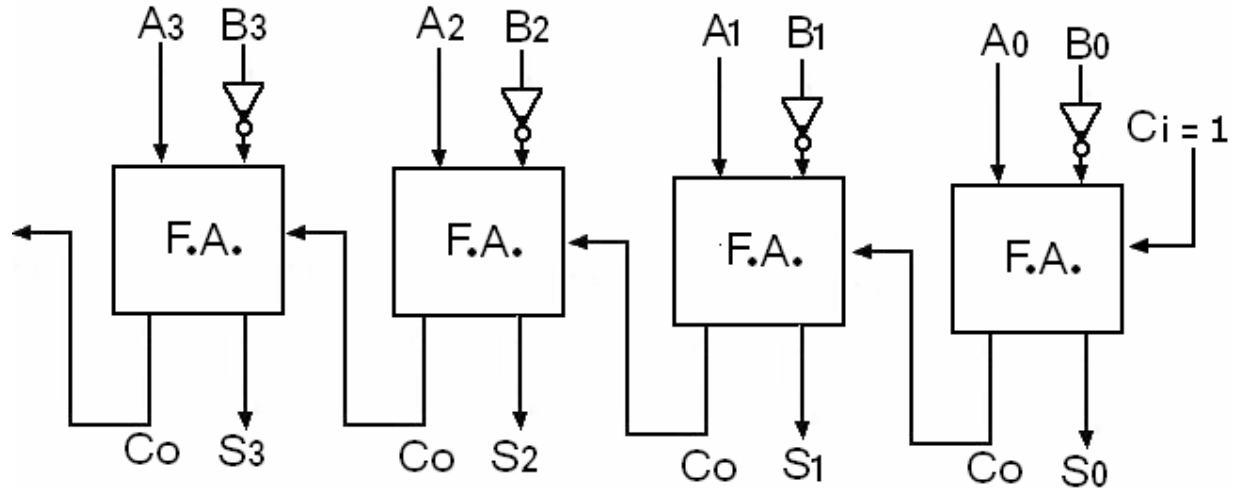 A3 B3 A2 B2 A1 B1 A0 B0
Ci = 1
F.A. F.A. F.A. F.A.
Co S3 Co S2 Co S1 Co S0